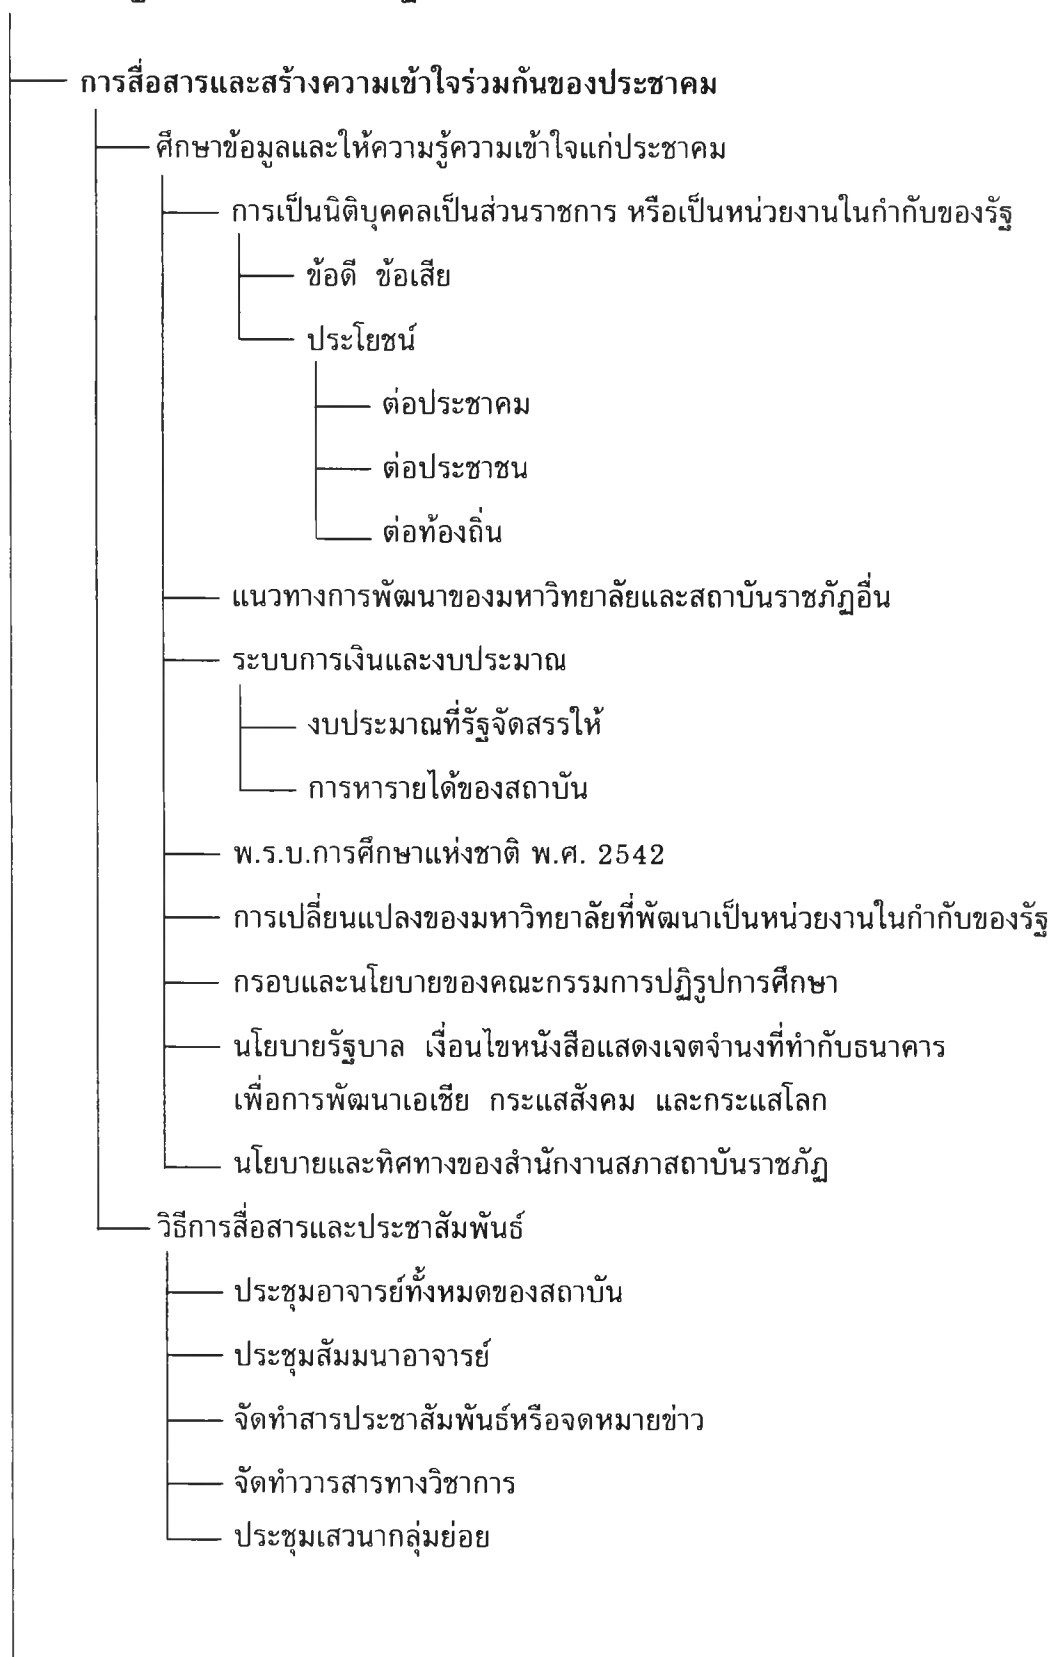 การสื่อสารและสร้างความเข้าใจร่วมกันของประชาคม
ศึกษาข้อมูลและให้ความรู้ความเข้าใจแก่ประชาคม
การเป็นนิติบุคคลเป็นส่วนราชการ หรือเป็นหน่วยงานในกำกับของรัฐ
ข้อดี ข้อเสีย
ประโยชน์
ต่อประชาคม
ต่อประชาชน
ต่อท้องถิ่น
แนวทางการพัฒนาของมหาวิทยาลัยและสถาบันราชภัฏอื่น
ระบบการเงินและงบประมาณ
งบประมาณที่รัฐจัดสรรให้
การหารายได้ของสถาบัน
พ.ร.บ.การศึกษาแห่งชาติ พ.ศ. 2542
การเปลี่ยนแปลงของมหาวิทยาลัยที่พัฒนาเป็นหน่วยงานในกำกับของรัฐ
กรอบและนโยบายของคณะกรรมการปฏิรูปการศึกษา
นโยบายรัฐบาล เงื่อนไขหนังสือแสดงเจตจำนงที่ทำกับธนาคาร
เพื่อการพัฒนาเอเชีย กระแสสังคม และกระแสโลก
นโยบายและทิศทางของสำนักงานสภาสถาบันราชภัฏ
วิธีการสื่อสารและประชาสัมพันธ์
ประชุมอาจารย์ทั้งหมดของสถาบัน
ประชุมสัมมนาอาจารย์
จัดทำสารประชาสัมพันธ์หรือจดหมายข่าว
จัดทำวารสารทางวิชาการ
ประชุมเสวนากลุ่มย่อย